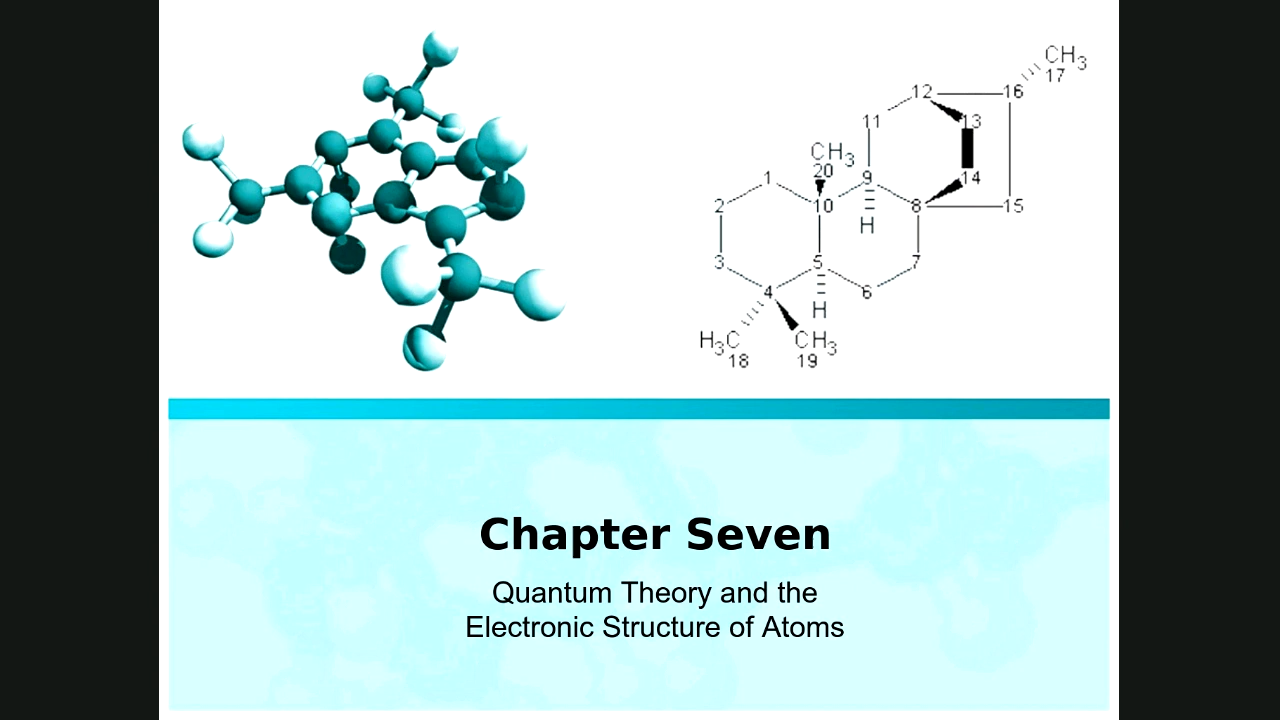 CH3
17
12
16
11
13
CH3
20
1
9
14
2
10
8
15
H
3
5
7
4
6
H
H3C
CH3
18
19
Chapter Seven
Quantum Theory and the
Electronic Structure of Atoms